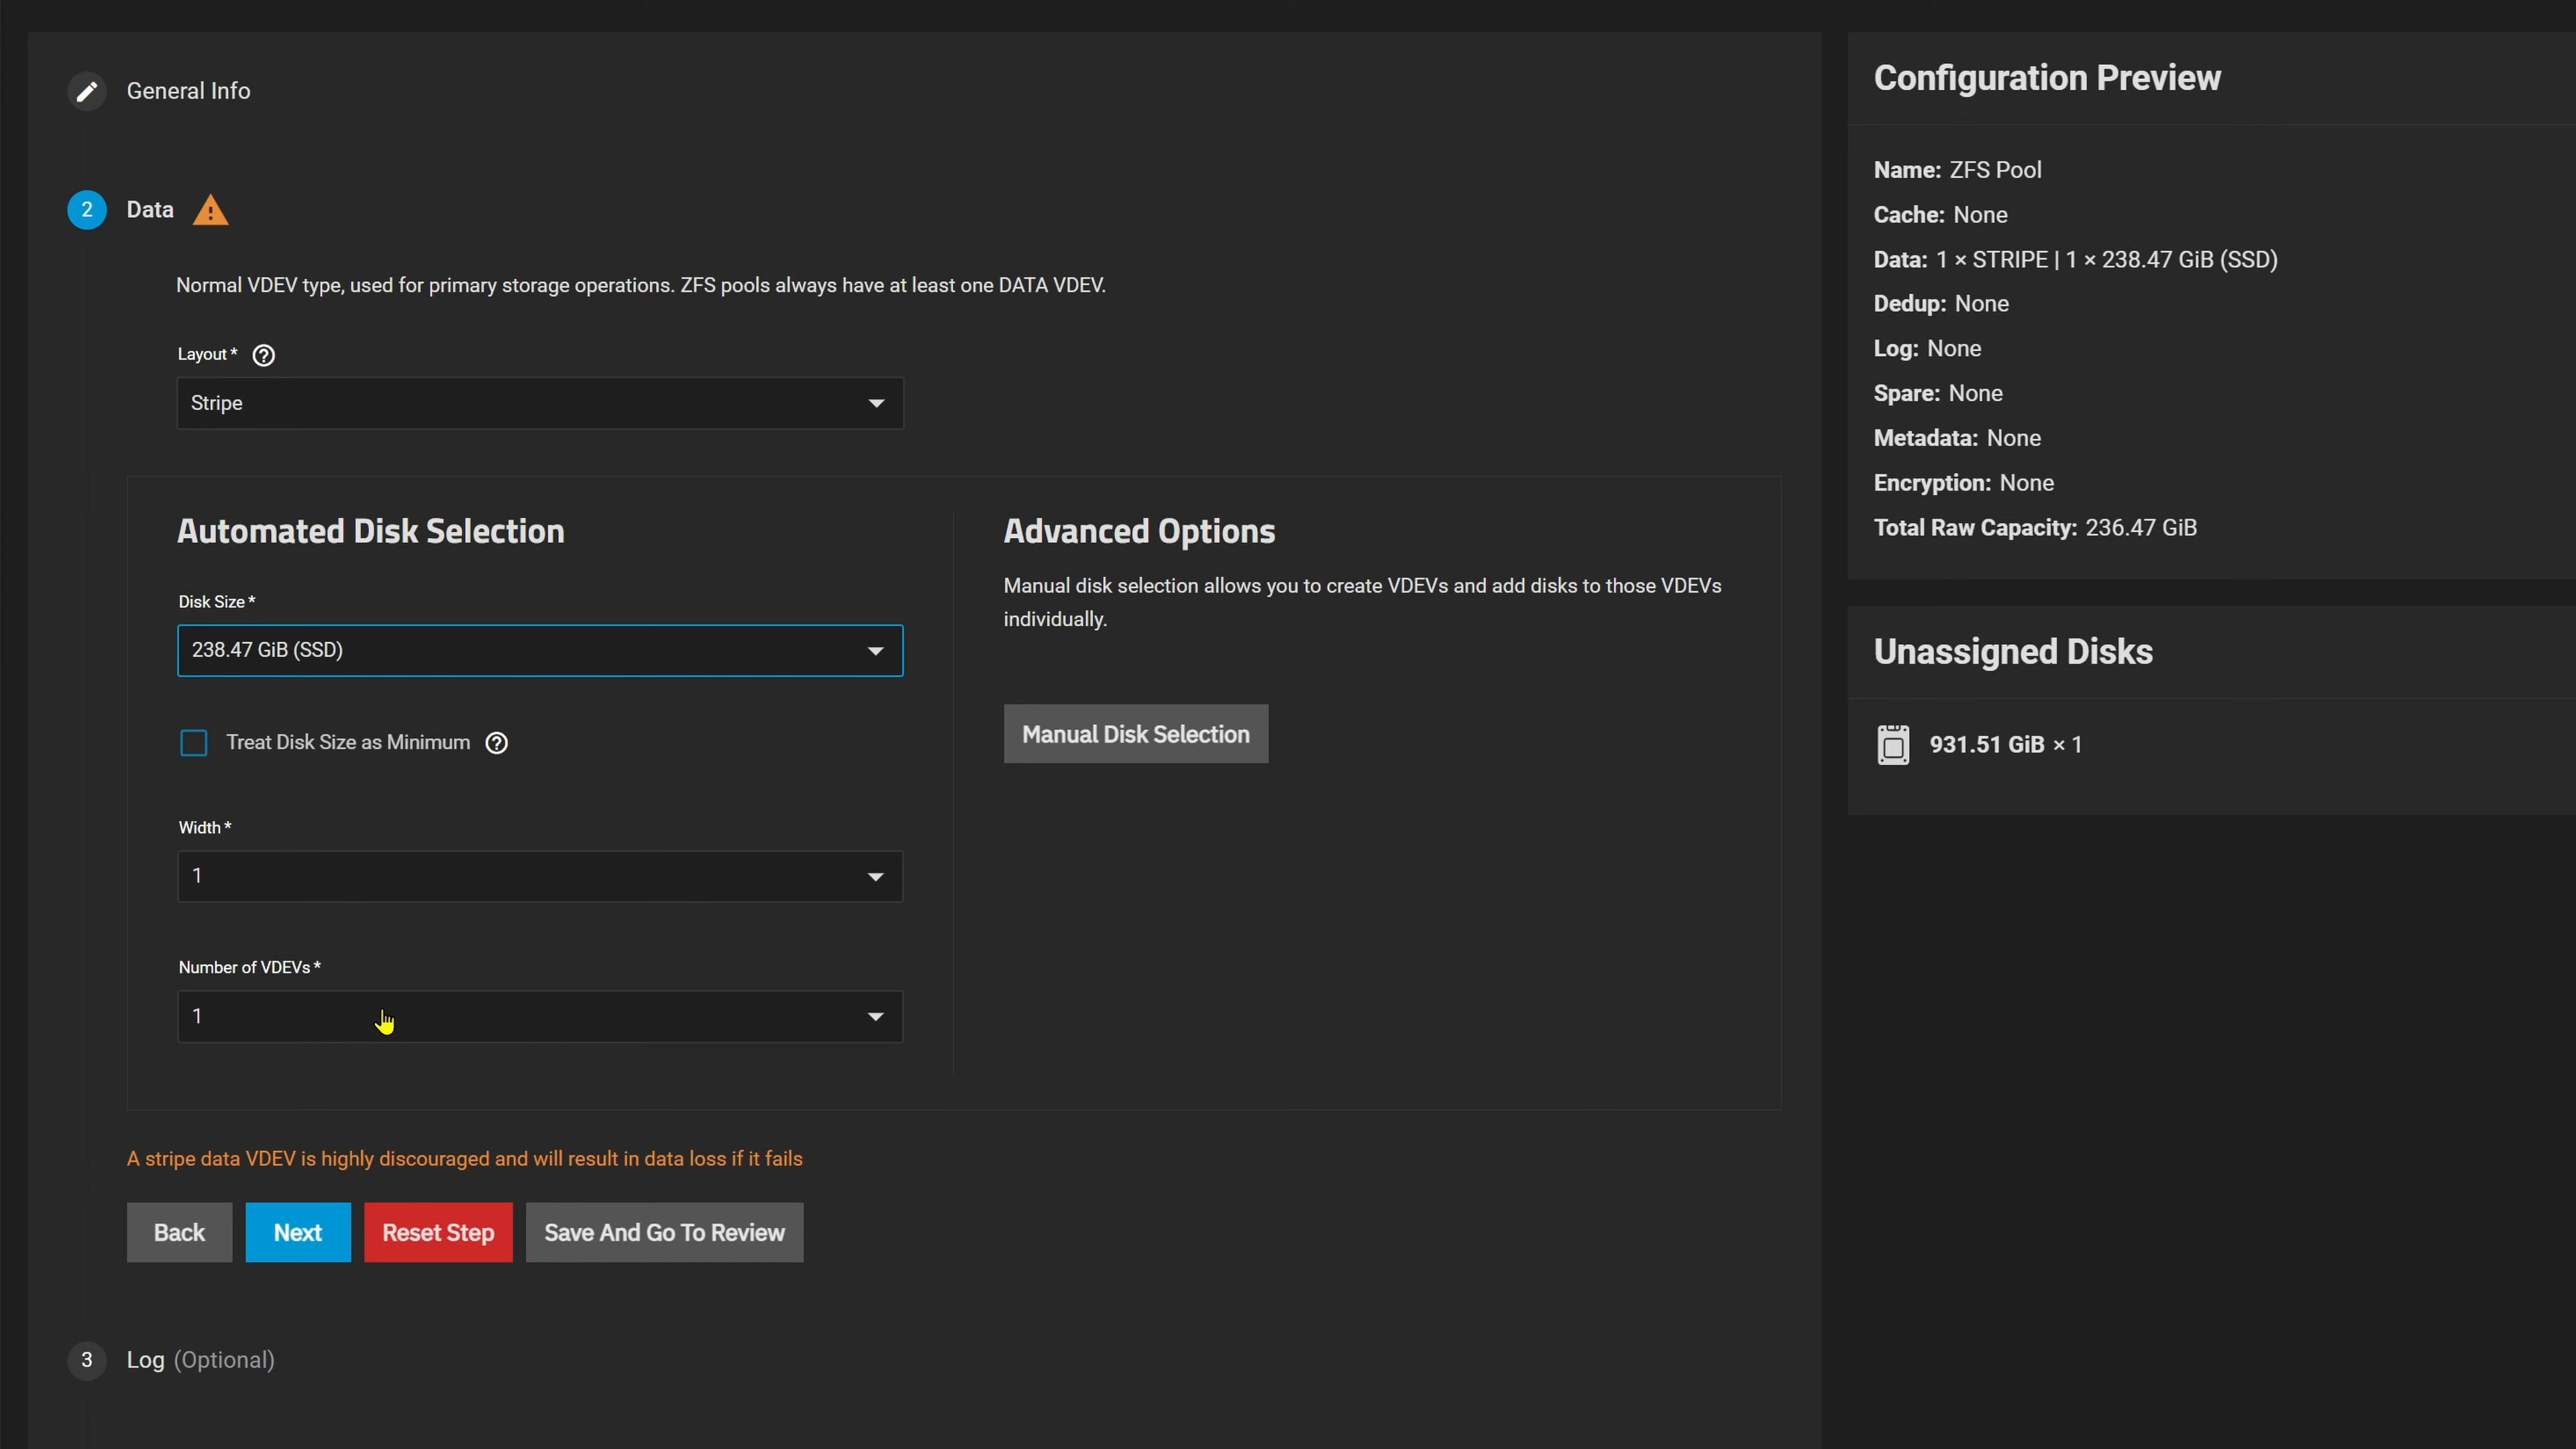 General Info
2 Data
Normal VDEV type, used for primary storage operations. ZFS pools always have at least one DATA VDEV.
Layout *
Stripe
Automated Disk Selection
Disk Size *
238.47 GiB (SSD)
Treat Disk Size as Minimum
Width *
1
Number of VDEVs *
1
Advanced Options
Manual disk selection allows you to create VDEVs and add disks to those VDEVs
individually.
Manual Disk Selection
A stripe data VDEV is highly discouraged and will result in data loss if it fails
Back Next Reset Step Save And Go To Review
3 Log (Optional)
Configuration Preview
Name: ZFS Pool
Cache: None
Data: 1 × STRIPE | 1 × 238.47 GiB (SSD)
Dedup: None
Log: None
Spare: None
Metadata: None
Encryption: None
Total Raw Capacity: 236.47 GiB
Unassigned Disks
931.51 GiB × 1